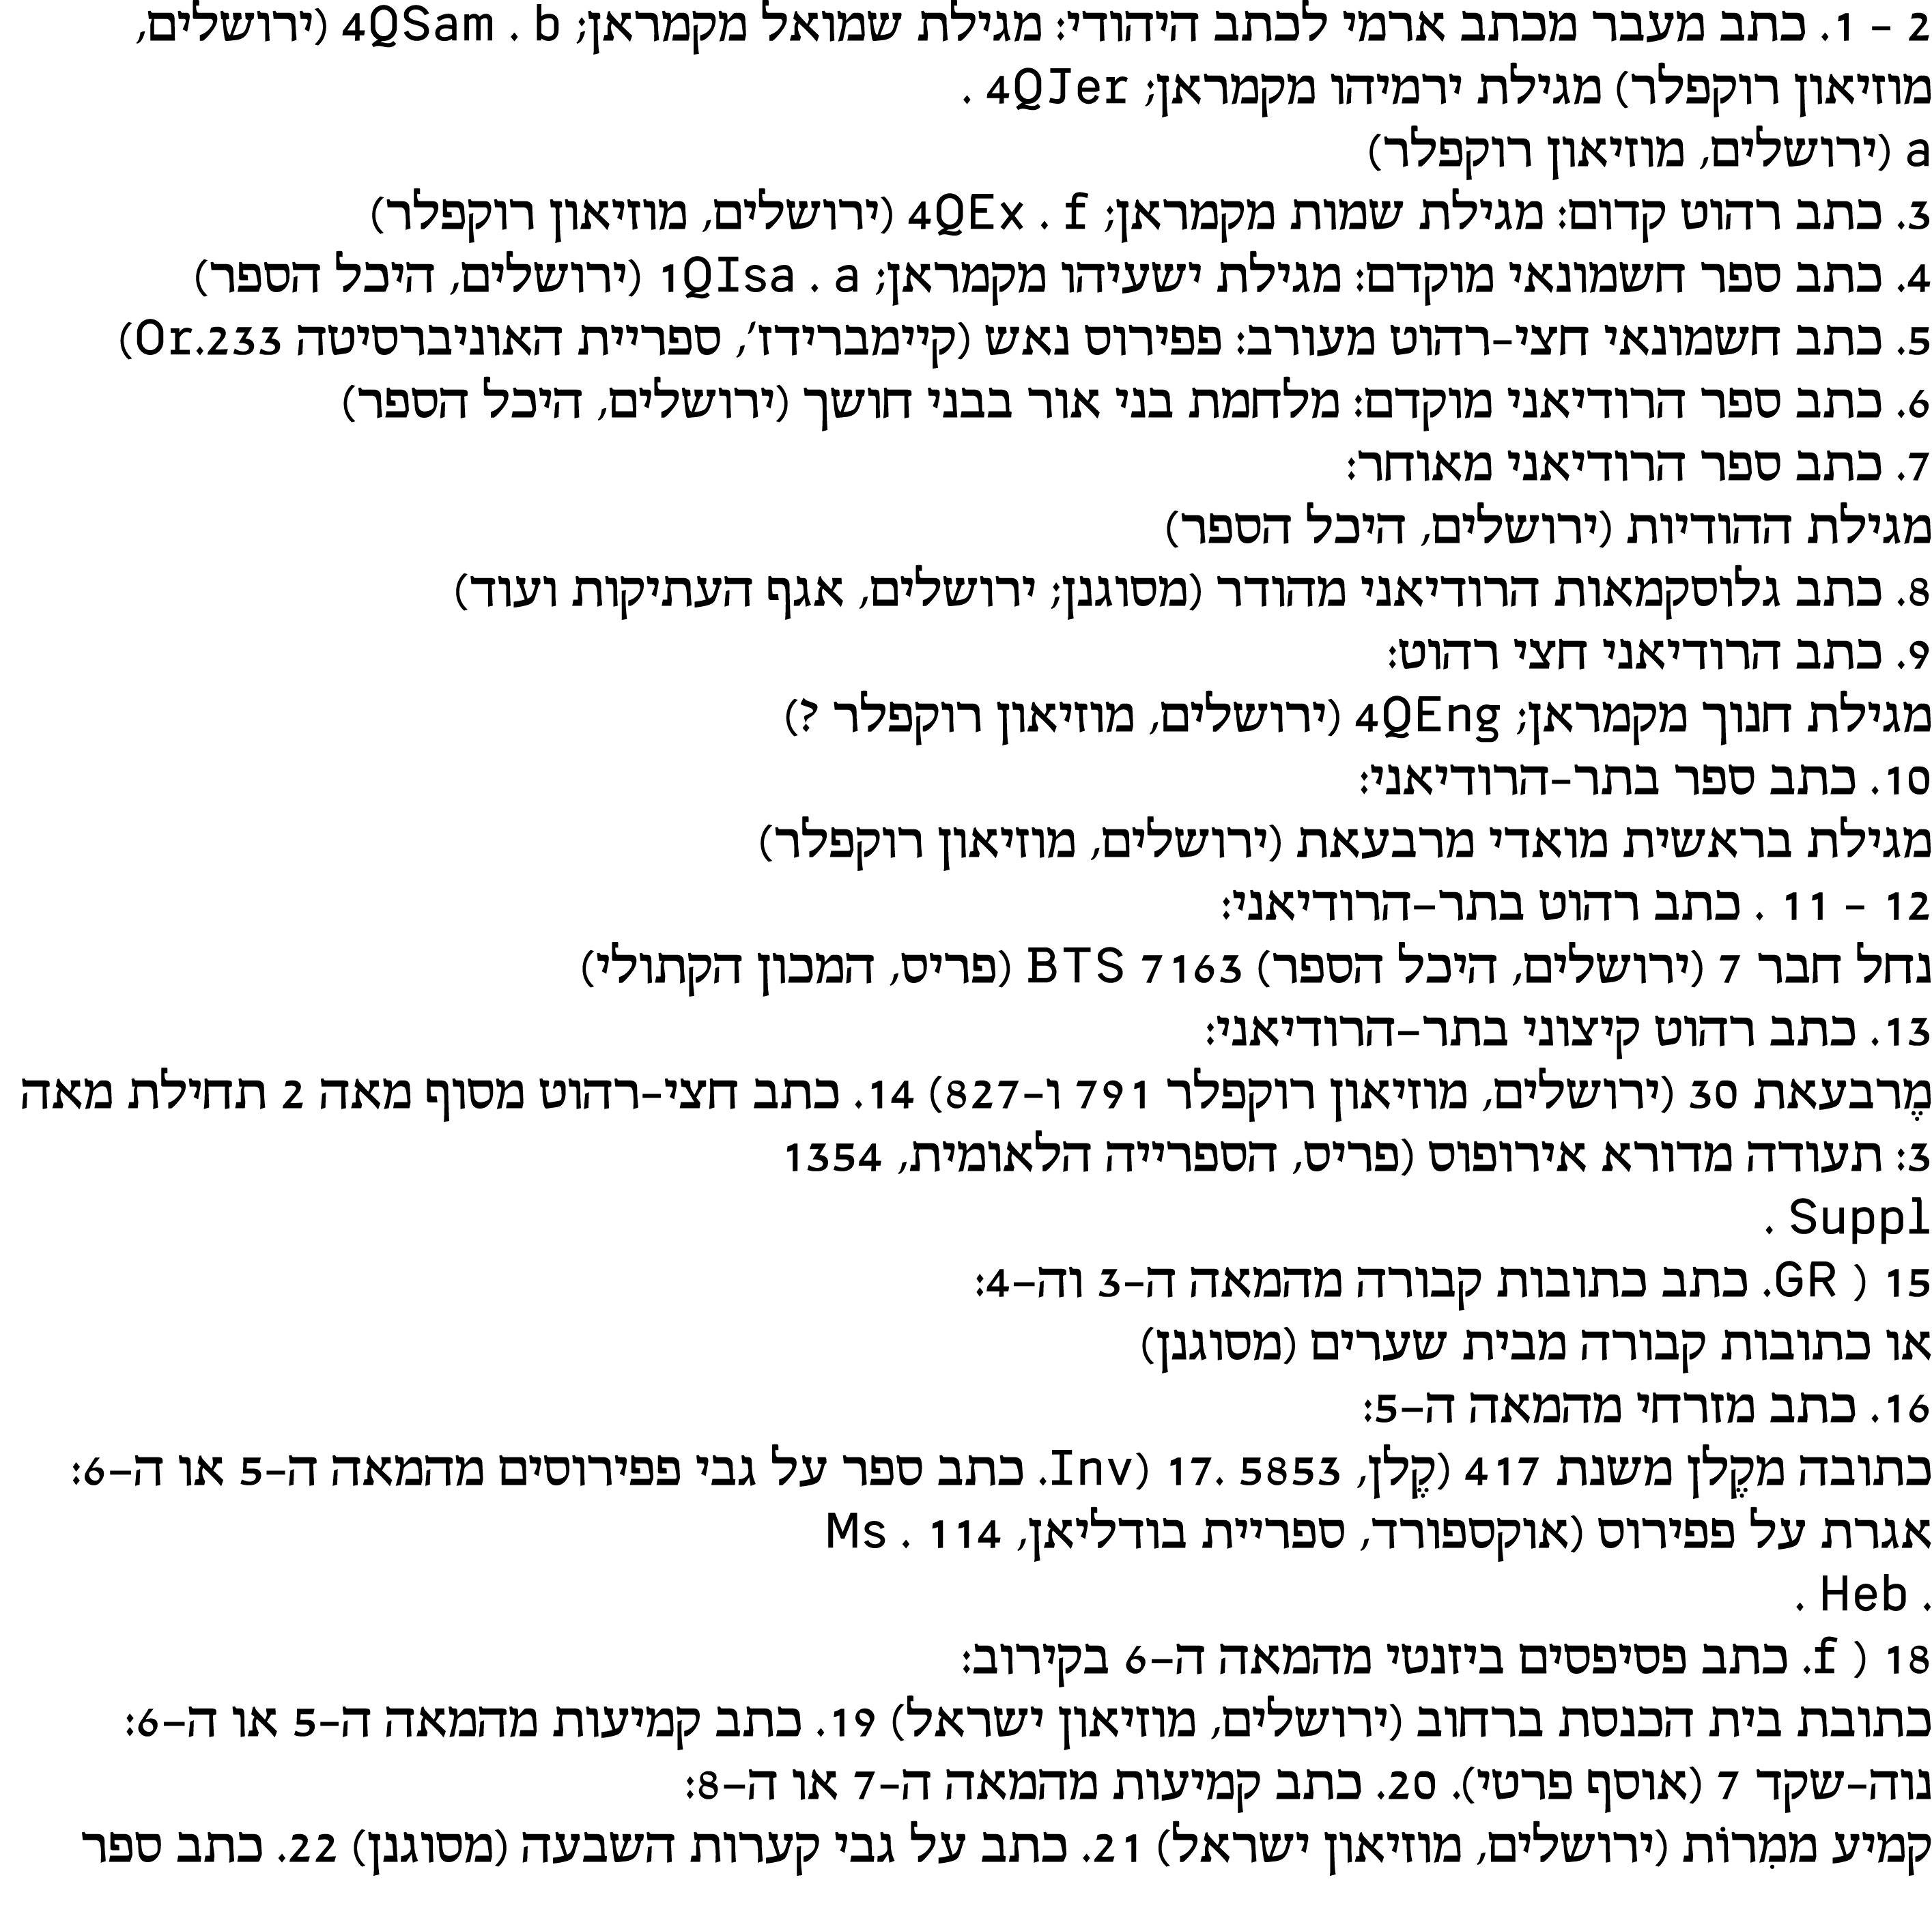 2 - 1. כתב מעבר מכתב ארמי לכתב היהודי: מגילת שמואל מקמראן; 4QSam . b (ירושלים,
מוזיאון רוקפלר) מגילת ירמיהו מקמראן; 4QJer .
a (ירושלים, מוזיאון רוקפלר)
3. כתב רהוט קדום: מגילת שמות מקמראן; 4QEx . f (ירושלים, מוזיאון רוקפלר)
4. כתב ספר חשמונאי מוקדם: מגילת ישעיהו מקמראן; 1QIsa . a (ירושלים, היכל הספר)
5. כתב חשמונאי חצי-רהוט מעורב: פפירוס נאש (קיימברידז', ספריית האוניברסיטה Or.233)
6. כתב ספר הרודיאני מוקדם: מלחמת בני אור בבני חושך (ירושלים, היכל הספר)
7. כתב ספר הרודיאני מאוחר:
מגילת ההודיות (ירושלים, היכל הספר)
8. כתב גלוסקמאות הרודיאני מהודר (מסוגנן; ירושלים, אגף העתיקות ועוד)
9. כתב הרודיאני חצי רהוט:
מגילת חנוך מקמראן; 4QEng (ירושלים, מוזיאון רוקפלר ?)
10. כתב ספר בתר-הרודיאני:
מגילת בראשית מואדי מרבעאת (ירושלים, מוזיאון רוקפלר)
12 - 11 . כתב רהוט בתר-הרודיאני:
נחל חבר 7 (ירושלים, היכל הספר) BTS 7163 (פריס, המכון הקתולי)
13. כתב רהוט קיצוני בתר-הרודיאני:
מֶרבעאת 30 (ירושלים, מוזיאון רוקפלר 791 ו-827) 14. כתב חצי-רהוט מסוף מאה 2 תחילת מאה
3: תעודה מדורא אירופוס (פריס, הספרייה הלאומית, 1354
Suppl .
15 ( GR. כתב כתובות קבורה מהמאה ה-3 וה-4:
או כתובות קבורה מבית שערים (מסוגנן)
16. כתב מזרחי מהמאה ה-5:
כתובה מקֶלן משנת 417 (קֶלן, 5853 .17 (Inv. כתב ספר על גבי פפירוסים מהמאה ה-5 או ה-6:
אגרת על פפירוס (אוקספורד, ספריית בודליאן, Ms . 114
. Heb .
18 ( f. כתב פסיפסים ביזנטי מהמאה ה-6 בקירוב:
כתובת בית הכנסת ברחוב (ירושלים, מוזיאון ישראל) 19. כתב קמיעות מהמאה ה-5 או ה-6:
נוה-שקד 7 (אוסף פרטי). 20. כתב קמיעות מהמאה ה-7 או ה-8:
קמיע ממִרוֹת (ירושלים, מוזיאון ישראל) 21. כתב על גבי קערות השבעה (מסוגנן) 22. כתב ספר